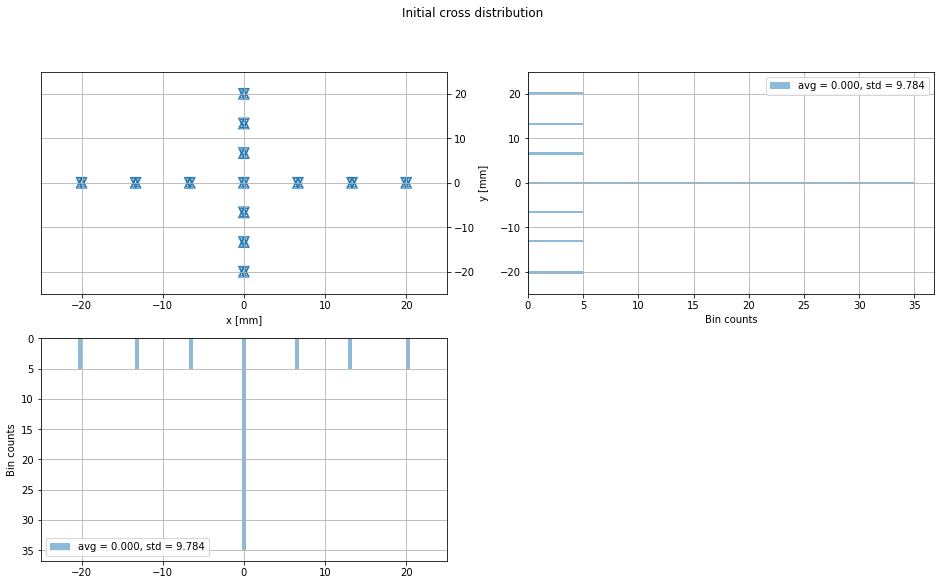 Initial cross distribution
20
10
0
−10
−20
y [mm]
−20 −10 0 10 20
x [mm]
avg = 0.000, std = 9.784
20
10
0
−10
−20
0 5 10 15 20 25 30 35
Bin counts
0
5
10
15
20
25
30
35
Bin counts
avg = 0.000, std = 9.784
−20 −10 0 10 20